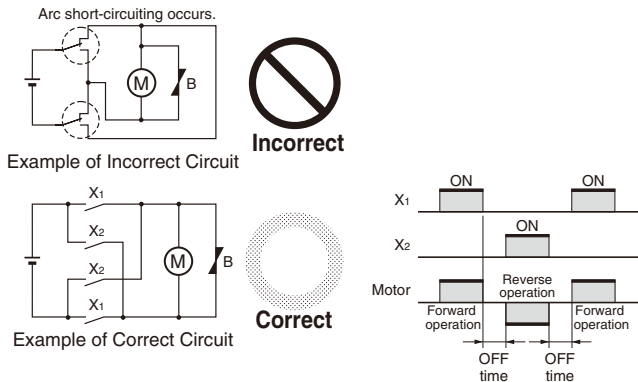 Arc short-circuiting occurs.
M
B
Incorrect
Example of Incorrect Circuit
X1
X2
X2
X1
M
B
Correct
Example of Correct Circuit
ON
ON
X1
ON
X2
Motor
Reverse
operation
Forward
operation
Forward
operation
OFF
time
OFF
time